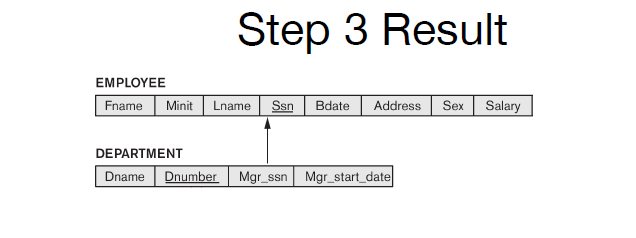 Step 3 Result
EMPLOYEE
Fname Minit Lname Ssn Bdate Address Sex Salary
DEPARTMENT
Dname Dnumber Mgr_ssn Mgr_start_date